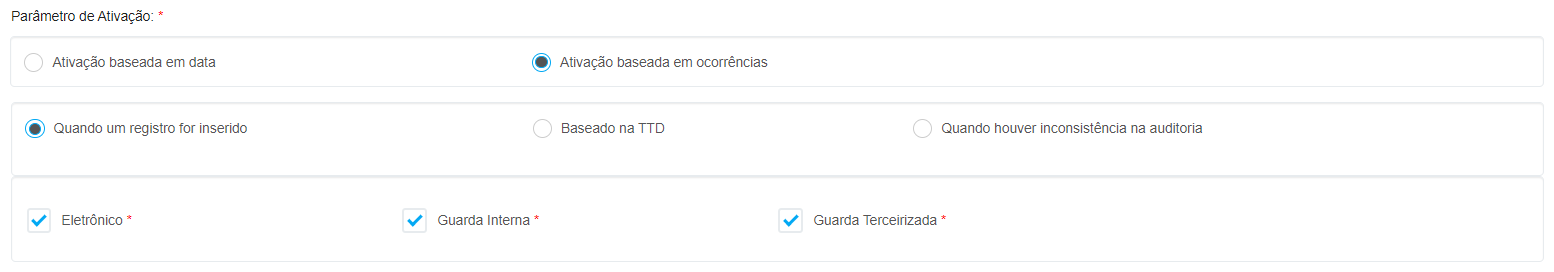 Parâmetro de Ativação: *
Ativação baseada em data Ativação baseada em ocorrências
Quando um registro for inserido Baseado na TTD Quando houver inconsistência na auditoria
Eletrônico * Guarda Interna * Guarda Terceirizada *